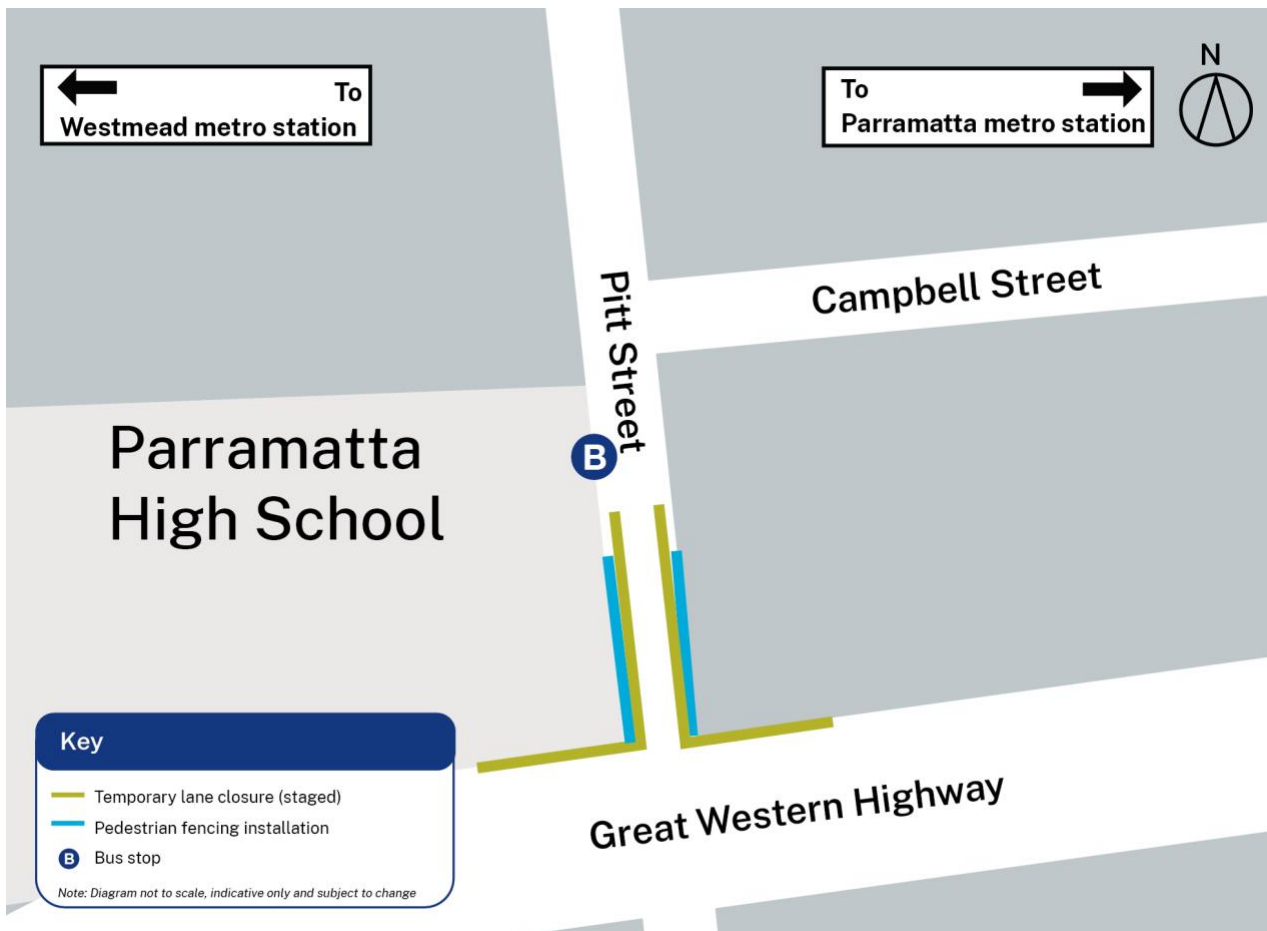 To
Westmead metro station
To
Parramatta metro station
N
Pitt Street
Campbell Street
B
Parramatta
High School
Great Western Highway
Key
Temporary lane closure (staged)
Pedestrian fencing installation
B Bus stop
Note: Diagram not to scale, indicative only and subject to change